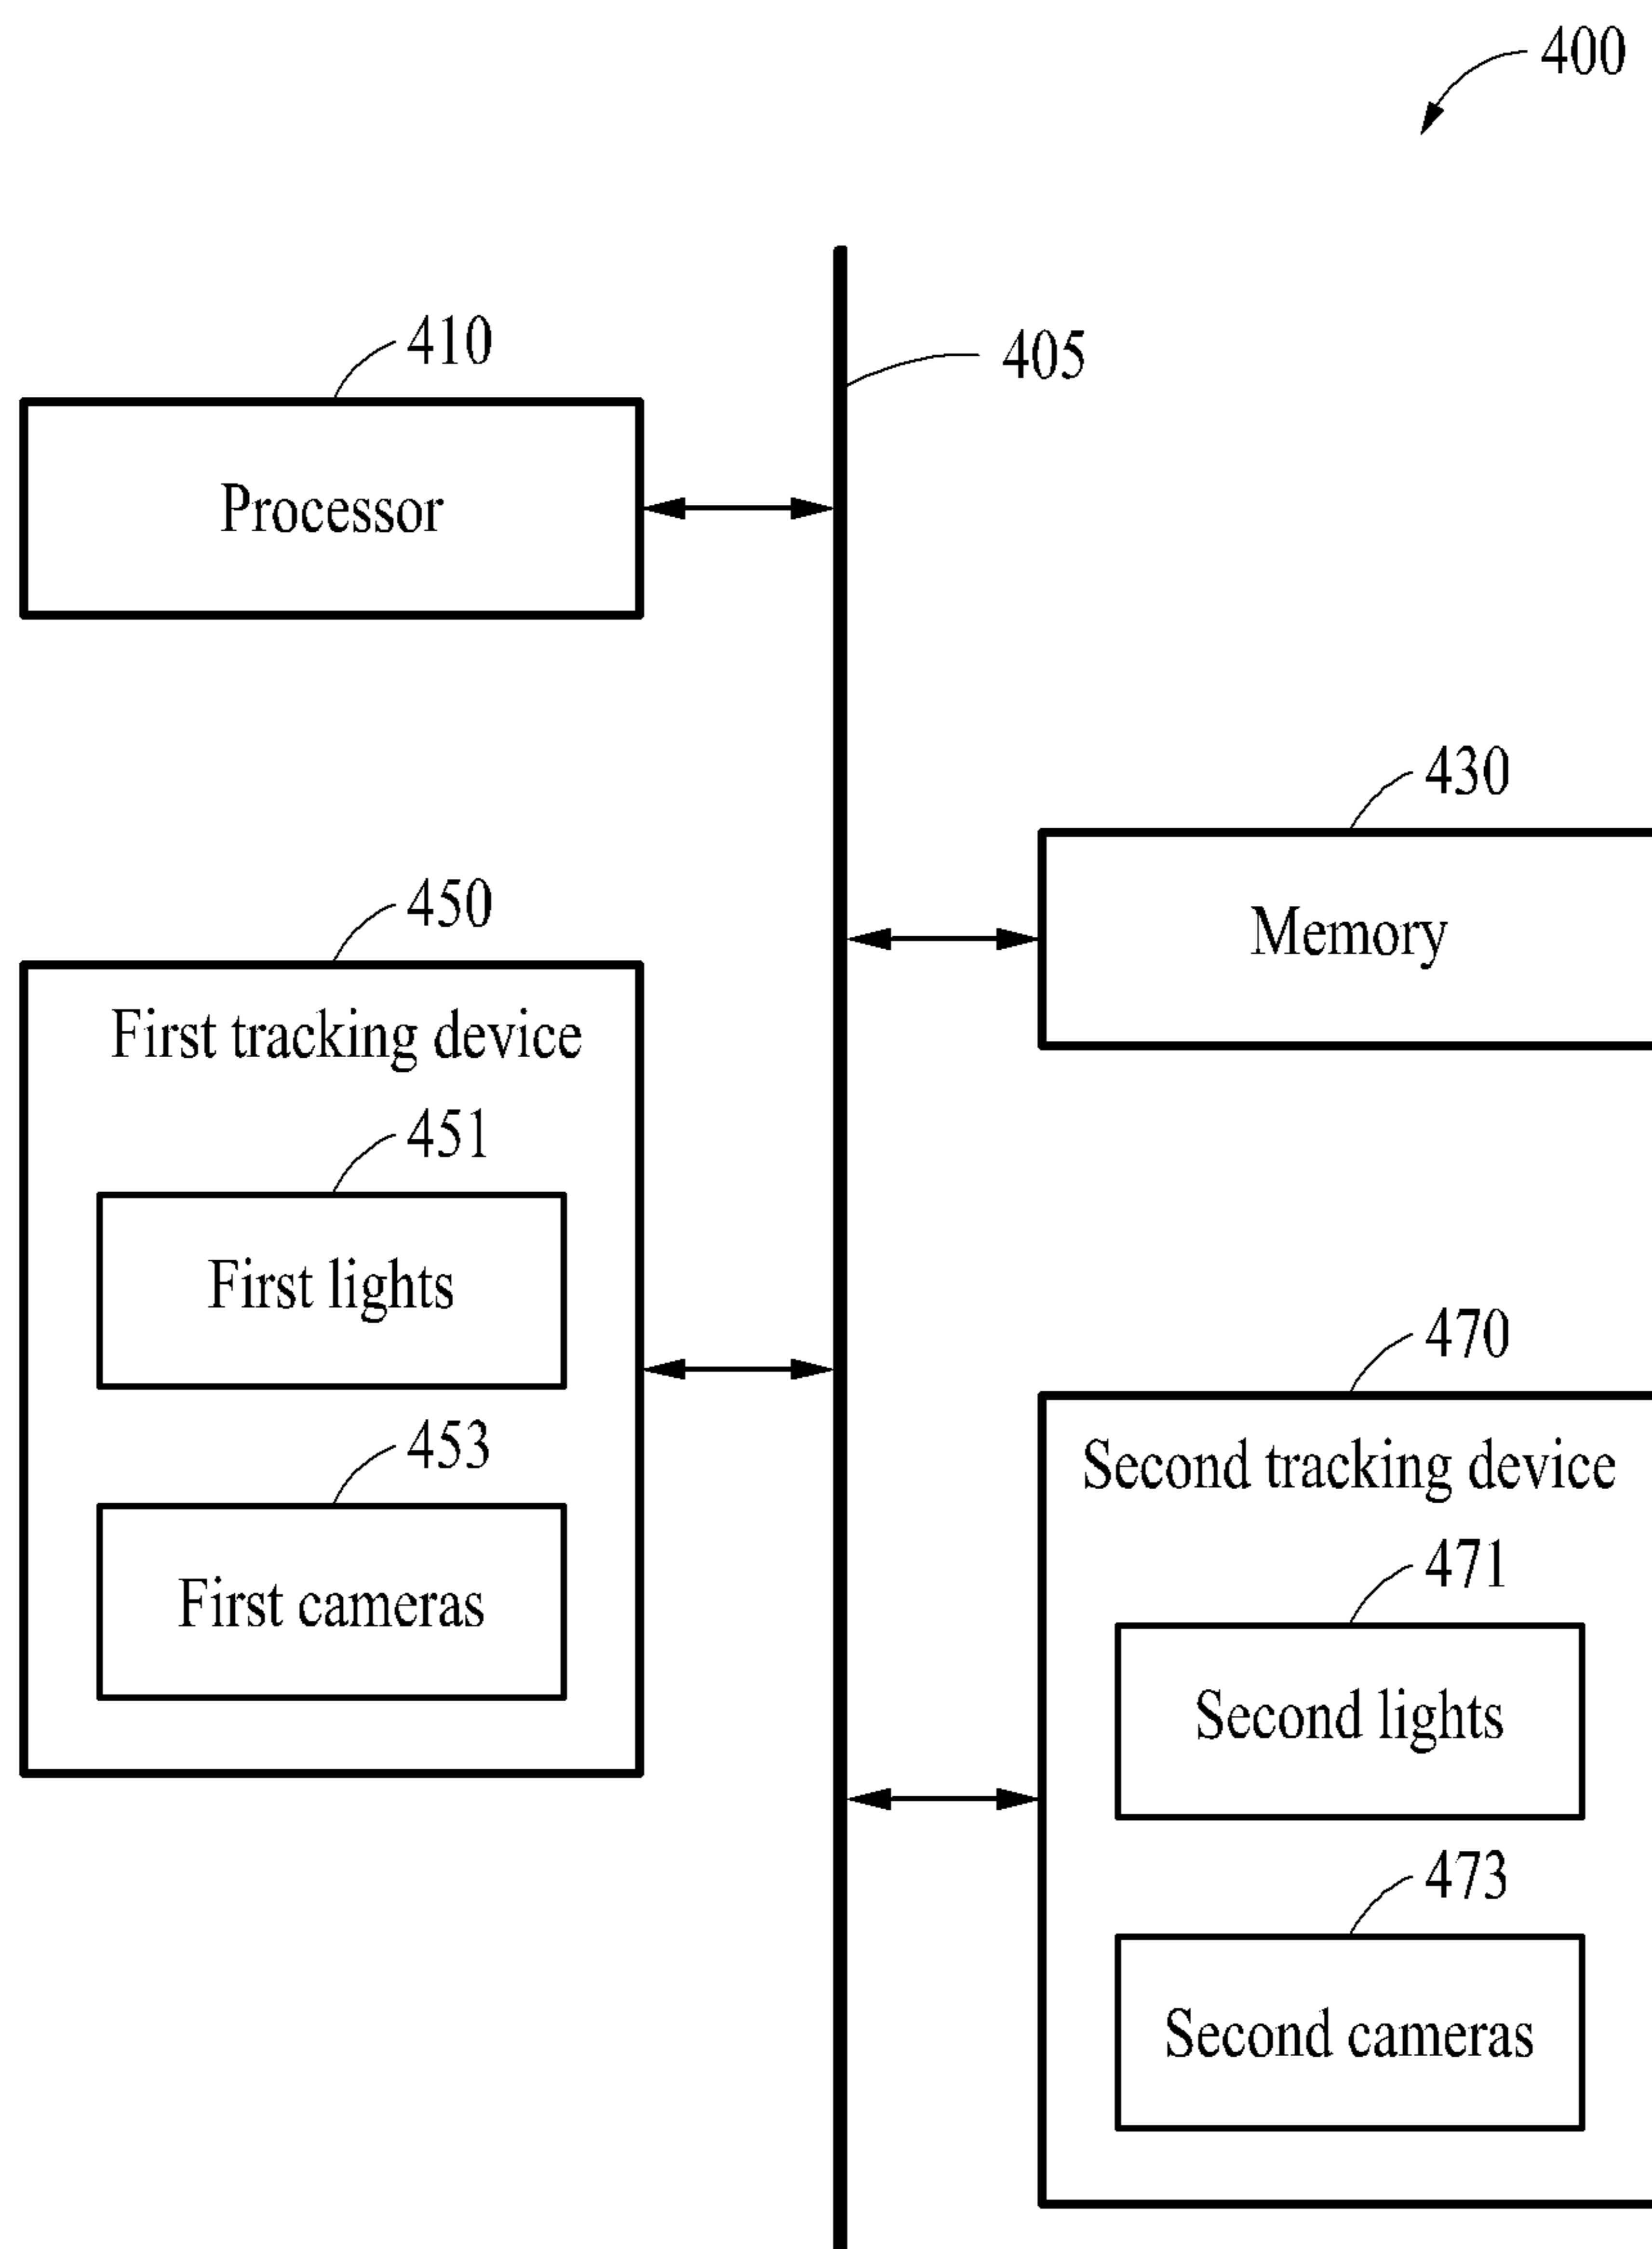 400
410
405
Processor
430
Memory
450
First tracking device
451
First lights
453
First cameras
470
Second tracking device
471
Second lights
473
Second cameras